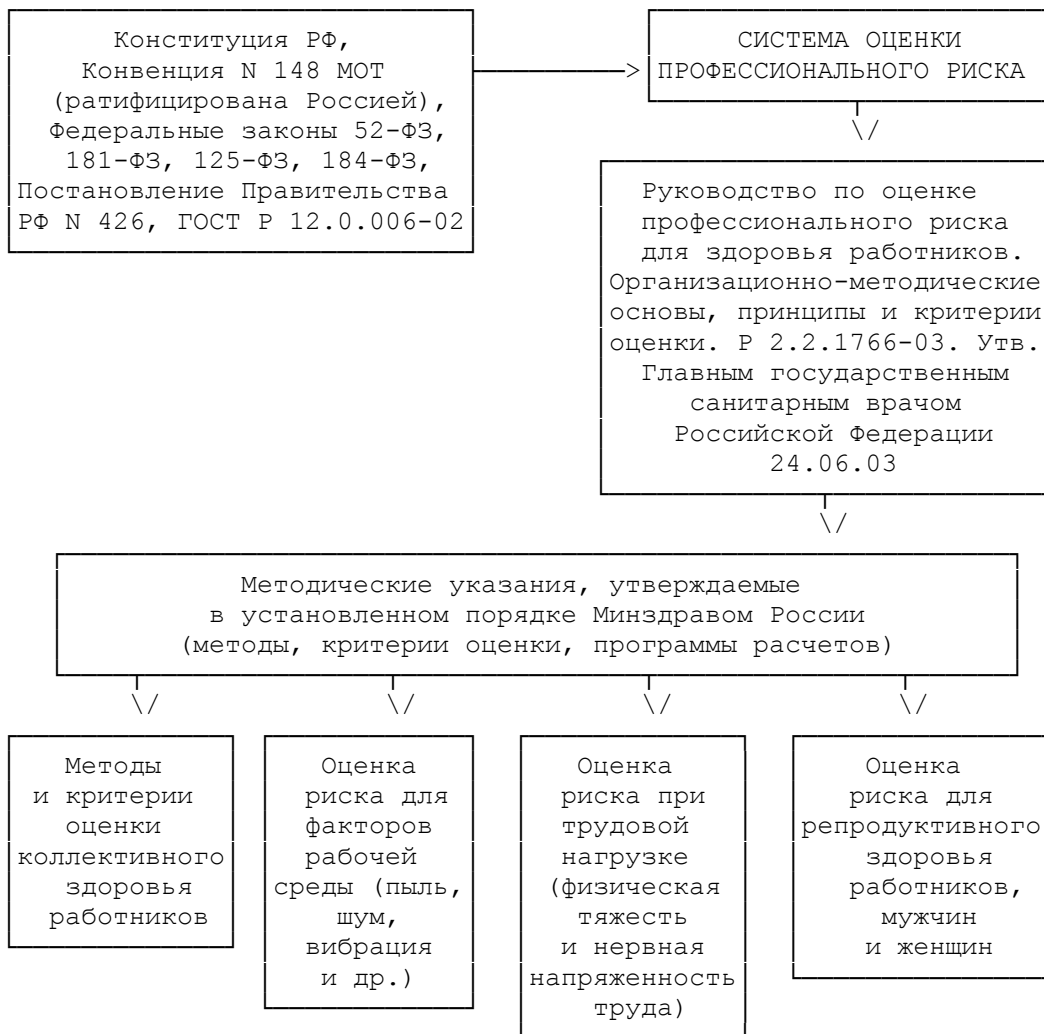 Конституция РФ,
Конвенция N 148 МОТ
(ратифицирована Россией),
Федеральные законы 52-ФЗ,
181-ФЗ, 125-ФЗ, 184-ФЗ,
Постановление Правительства
РФ N 426, ГОСТ Р 12.0.006-02
СИСТЕМА ОЦЕНКИ
ПРОФЕССИОНАЛЬНОГО РИСКА
Руководство по оценке
профессионального риска
для здоровья работников.
Организационно-методические
основы, принципы и критерии
оценки. Р 2.2.1766-03. Утв.
Главным государственным
санитарным врачом
Российской Федерации
24.06.03
Методические указания, утверждаемые
в установленном порядке Минздравом России
(методы, критерии оценки, программы расчетов)
Методы
и критерии
оценки
коллективного
здоровья
работников
Оценка
риска для
факторов
рабочей
среды (пыль,
шум,
вибрация
и др.)
Оценка
риска при
трудовой
нагрузке
(физическая
тяжесть
и нервная
напряженность
труда)
Оценка
риска для
репродуктивного
здоровья
работников,
мужчин
и женщин